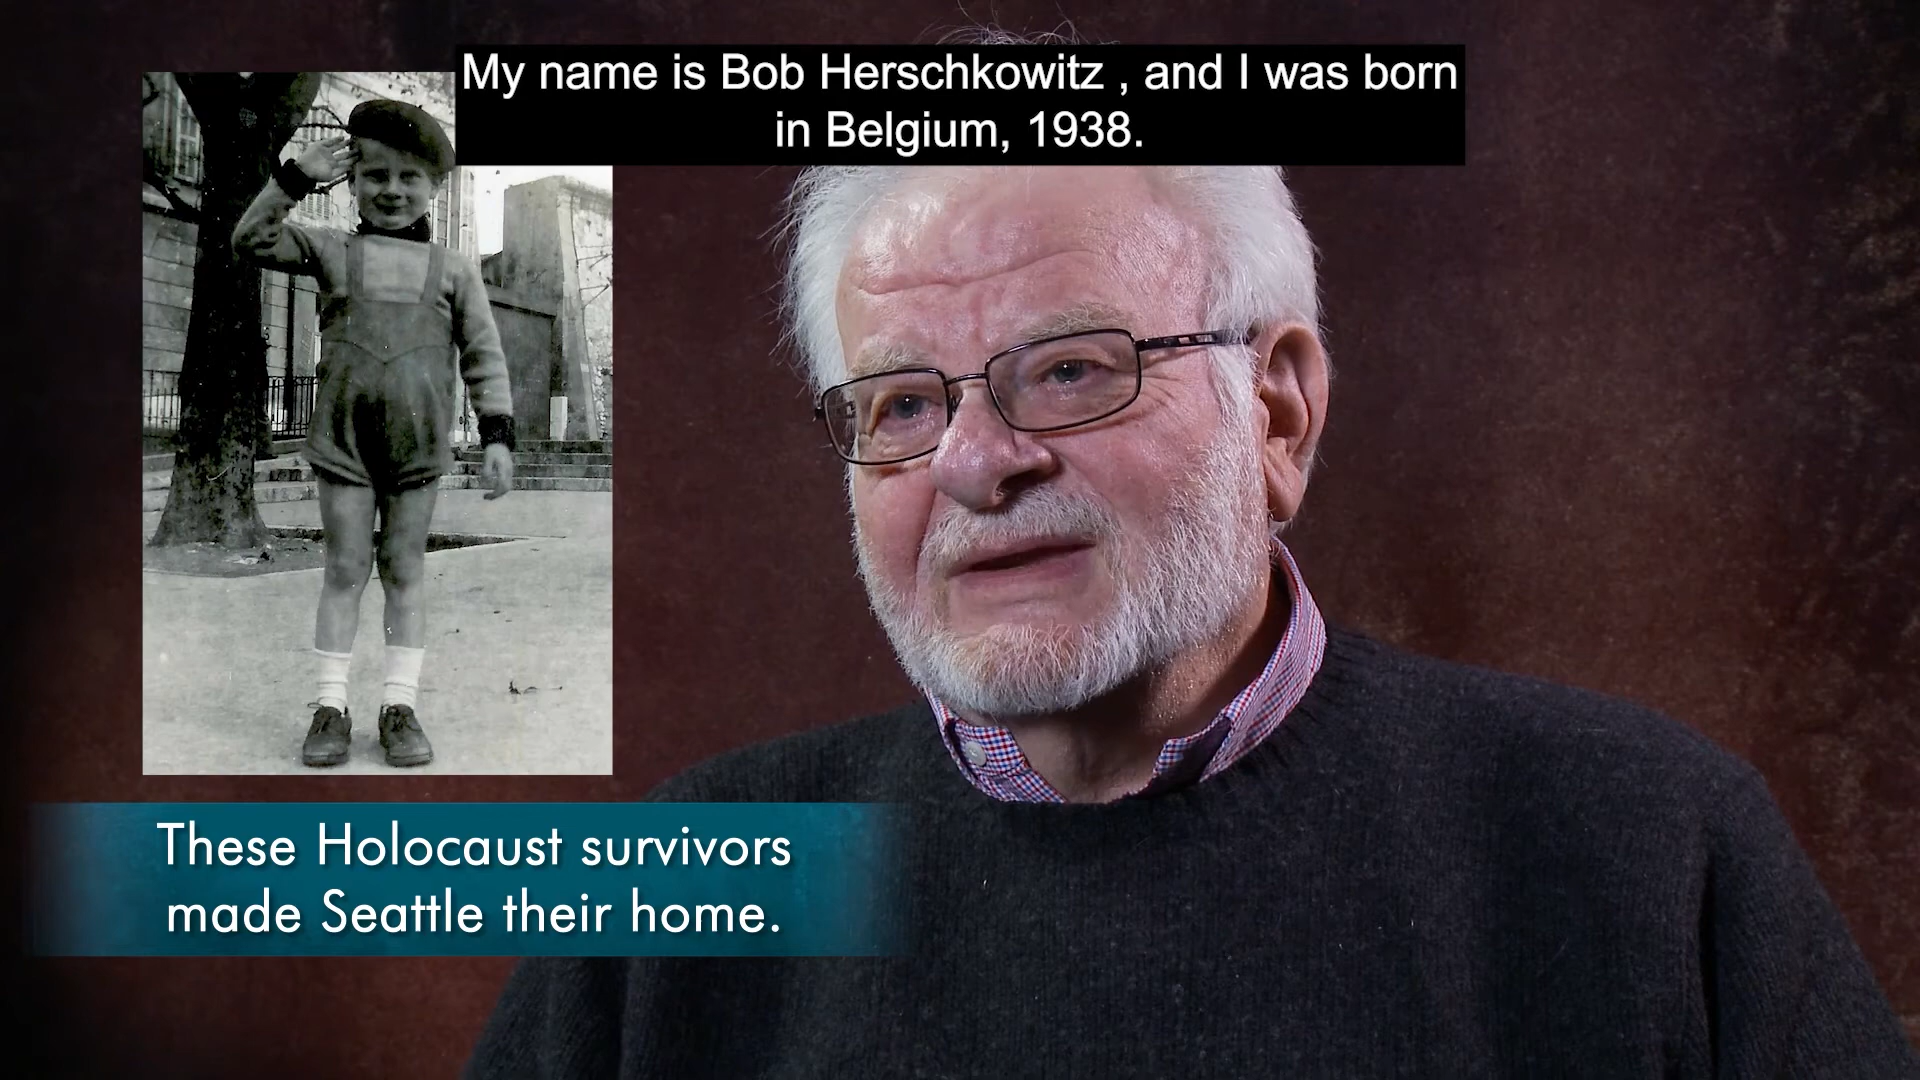 My name is Bob Herschkowitz , and I was born
in Belgium, 1938.
These Holocaust survivors
made Seattle their home.